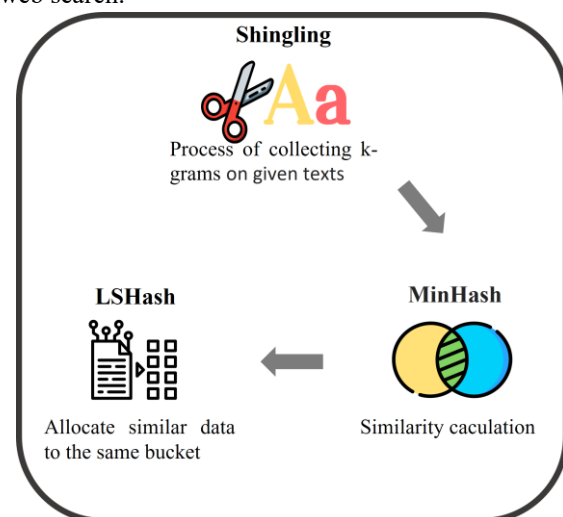 web search.
Shingling
Aa
Process of collecting k-
grams on given texts
LSHash
MinHash
Allocate similar data
to the same bucket
Similarity caculation